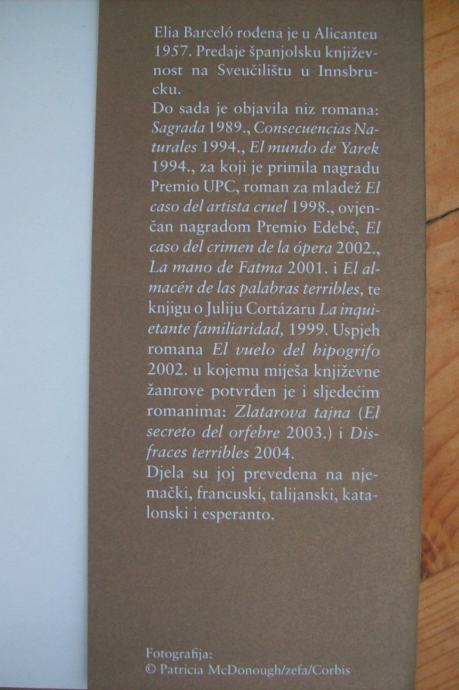 Elia Barceló rođena je u Alicanteu
1957. Predaje španjolsku književ-
nost na Sveučilištu u Innsbru-
cku.
Do sada je objavila niz romana:
Sagrada 1989., Consecuencias Na-
turales 1994., El mundo de Yarek
1994., za koji je primila nagradu
Premio UPC, roman za mladež El
caso del artista cruel 1998., ovjen-
čan nagradom Premio Edebé, El
caso del crimen de la ópera 2002.,
La mano de Fatma 2001. i El al-
macén de las palabras terribles, te
knjigu o Juliju Cortázaru La inqui-
etante familiaridad, 1999. Uspjeh
romana El vuelo del hipogrifo
2002. u kojemu miješa književne
žanrove potvrđen je i sljedećim
romanima: Zlatarova tajna (El
secreto del orfebre 2003.) i Dis-
fraces terribles 2004.
Djela su joj prevedena na nje-
mački, francuski, talijanski, kata-
lonski i esperanto.
Fotografija:
© Patricia McDonough/zefa/Corbis